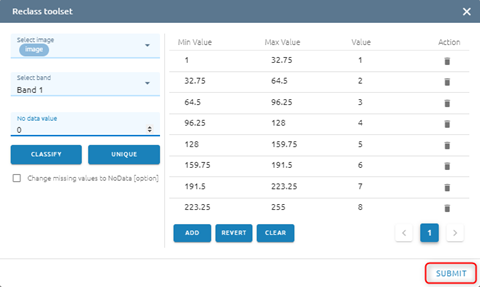 Reclass toolset
Select image
image
Select band
Band 1
No data value
0
CLASSIFY UNIQUE
Change missing values to NoData [option]
Min Value Max Value Value Action
1 32.75 1
32.75 64.5 2
64.5 96.25 3
96.25 128 4
128 159.75 5
159.75 191.5 6
191.5 223.25 7
223.25 255 8
ADD REVERT CLEAR
1
SUBMIT